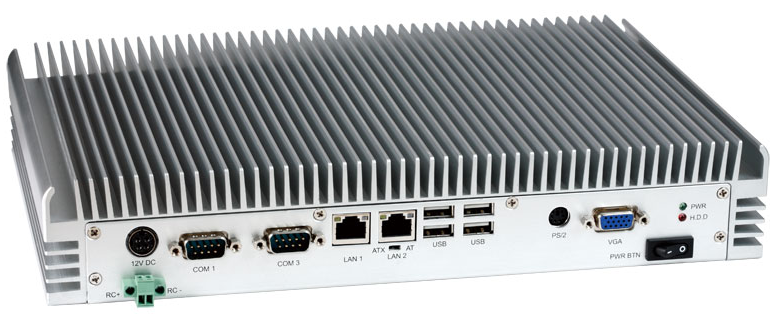 12V DC
RC+
RC -
COM 1
COM 3
LAN 1
ATX
AT
LAN 2
USB
USB
PS/2
VGA
PWR
H.D.D
PWR BTN